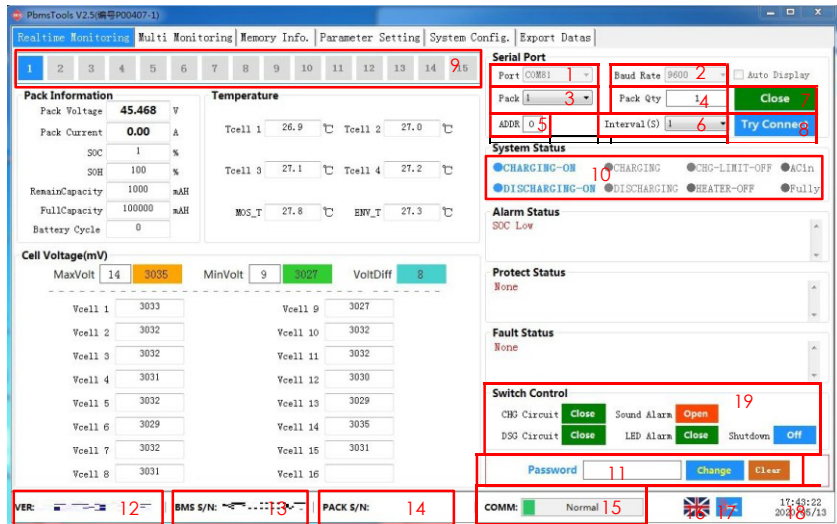 PbmsTools V2.5(编号P00407-1)
Realtime Monitoring Multi Monitoring Memory Info. Parameter Setting System Config. Export Datas
1 2 3 4 5 6 7 8 9 10 11 12 13 14 15 9
Pack Information
Pack Voltage 45.468 V
Pack Current 0.00 A
SOC 1 %
SOH 100 %
RemainCapacity 1000 mAH
FullCapacity 100000 mAH
Battery Cycle 0
Temperature
Tcell 1 26.9 ℃ Tcell 2 27.0 ℃
Tcell 3 27.1 ℃ Tcell 4 27.2 ℃
MOS_T 27.8 ℃ ENV_T 27.3 ℃
Cell Voltage(mV)
MaxVolt 14 3035 MinVolt 9 3027 VoltDiff 8
Vcell 1 3033 Vcell 9 3027
Vcell 2 3032 Vcell 10 3032
Vcell 3 3032 Vcell 11 3032
Vcell 4 3031 Vcell 12 3030
Vcell 5 3032 Vcell 13 3029
Vcell 6 3029 Vcell 14 3035
Vcell 7 3032 Vcell 15 3031
Vcell 8 3031 Vcell 16
Serial Port
Port COM81 1 Baud Rate 9600 2 Auto Display
Pack 1 3 Pack Qty 1 4 Close 7
ADDR 0 5 Interval(S) 1 6 Try Connect 8
System Status
CHARGING-ON CHARGING CHG-LIMIT-OFF ACin
10
DISCHARGING-ON DISCHARGING HEATER-OFF Fully
Alarm Status
SOC Low
Protect Status
None
Fault Status
None
Switch Control 19
CHG Circuit Close Sound Alarm Open
DSG Circuit Close LED Alarm Close Shutdown Off
Password 11 Change Clear
VER: 12 BMS S/N: 13 PACK S/N: 14 COMM: Normal 15 16 17 17:43:22
18